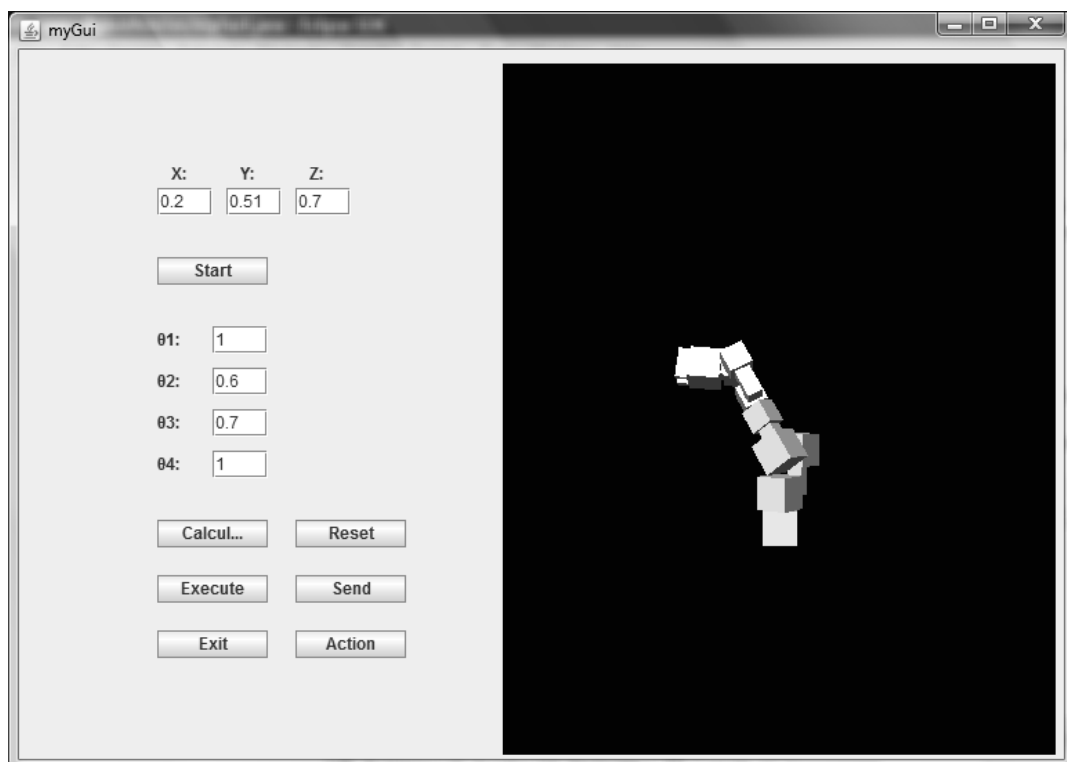 myGui
X: Y: Z:
0.2 0.51 0.7
Start
θ1: 1
θ2: 0.6
θ3: 0.7
θ4: 1
Calcul... Reset
Execute Send
Exit Action